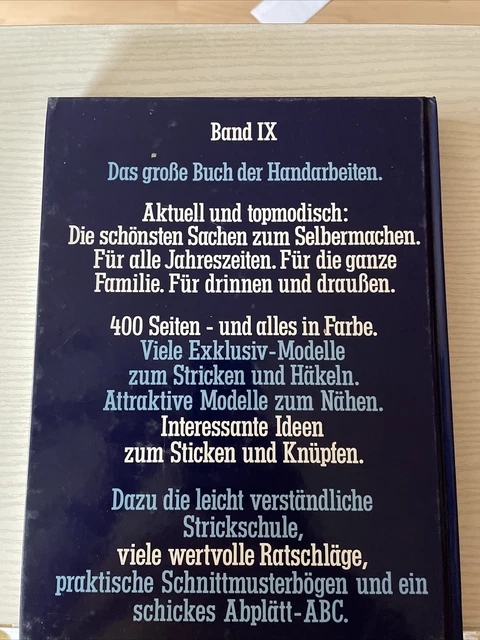 Band IX
Das große Buch der Handarbeiten.
Aktuell und topmodisch:
Die schönsten Sachen zum Selbermachen.
Für alle Jahreszeiten. Für die ganze
Familie. Für drinnen und draußen.
400 Seiten - und alles in Farbe.
Viele Exklusiv-Modelle
zum Stricken und Häkeln.
Attraktive Modelle zum Nähen.
Interessante Ideen
zum Sticken und Knüpfen.
Dazu die leicht verständliche
Strickschule,
viele wertvolle Ratschläge,
praktische Schnittmusterbögen und ein
schickes Abplätt-ABC.